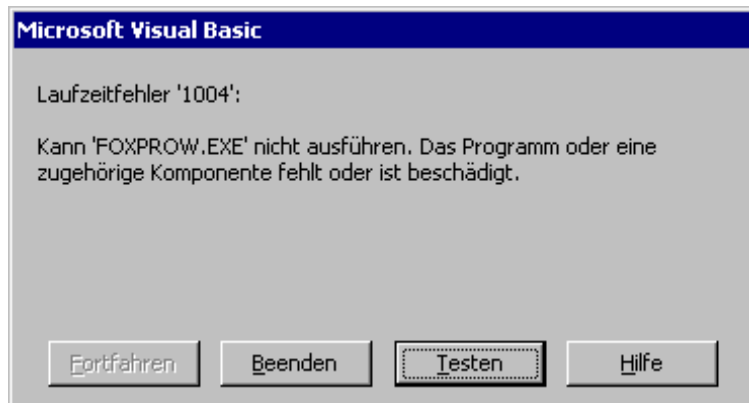 Microsoft Visual Basic
Laufzeitfehler '1004':
Kann 'FOXPROW.EXE' nicht ausführen. Das Programm oder eine
zugehörige Komponente fehlt oder ist beschädigt.
Fortfahren Beenden Testen Hilfe